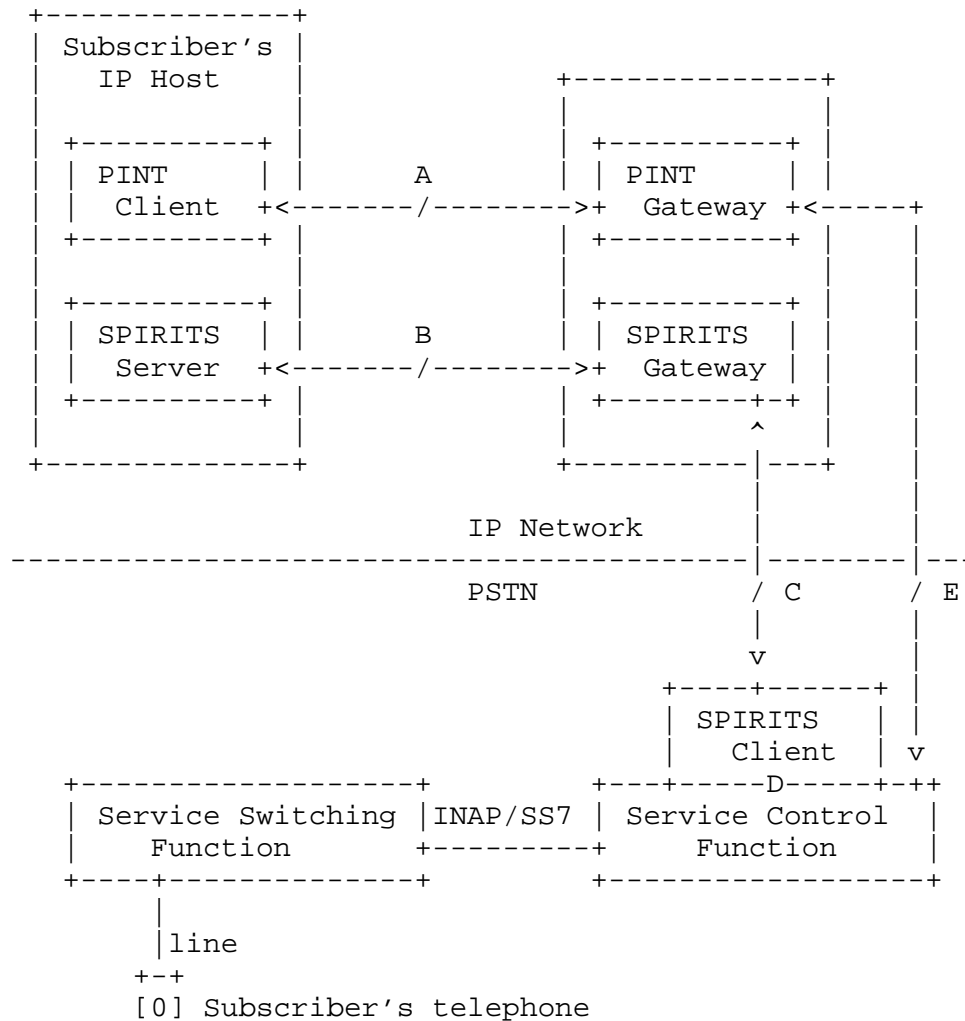 Subscriber's
IP Host
PINT
Client
A
PINT
Gateway
SPIRITS
Server
B
SPIRITS
Gateway
IP Network
PSTN
/ C
/ E
v
SPIRITS
Client
v
D
Service Switching
Function
INAP/SS7
Service Control
Function
line
[0] Subscriber's telephone